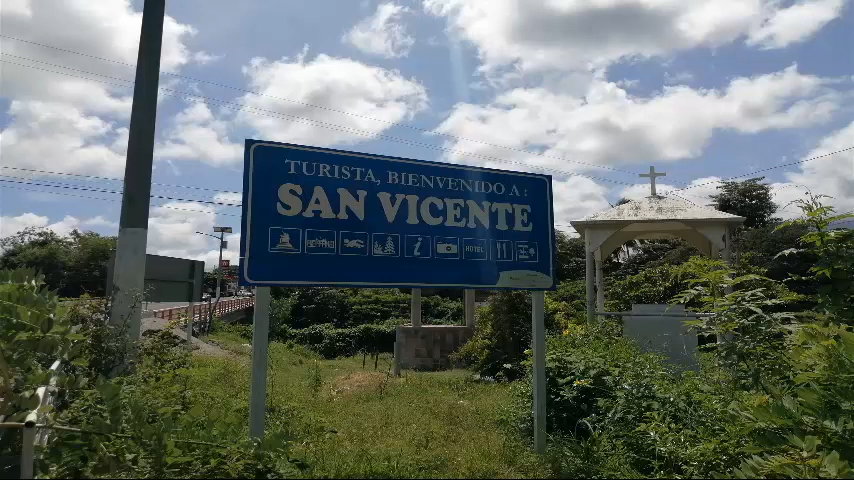 TURISTA, BIENVENIDO A:
SAN VICENTE
i
HOTEL